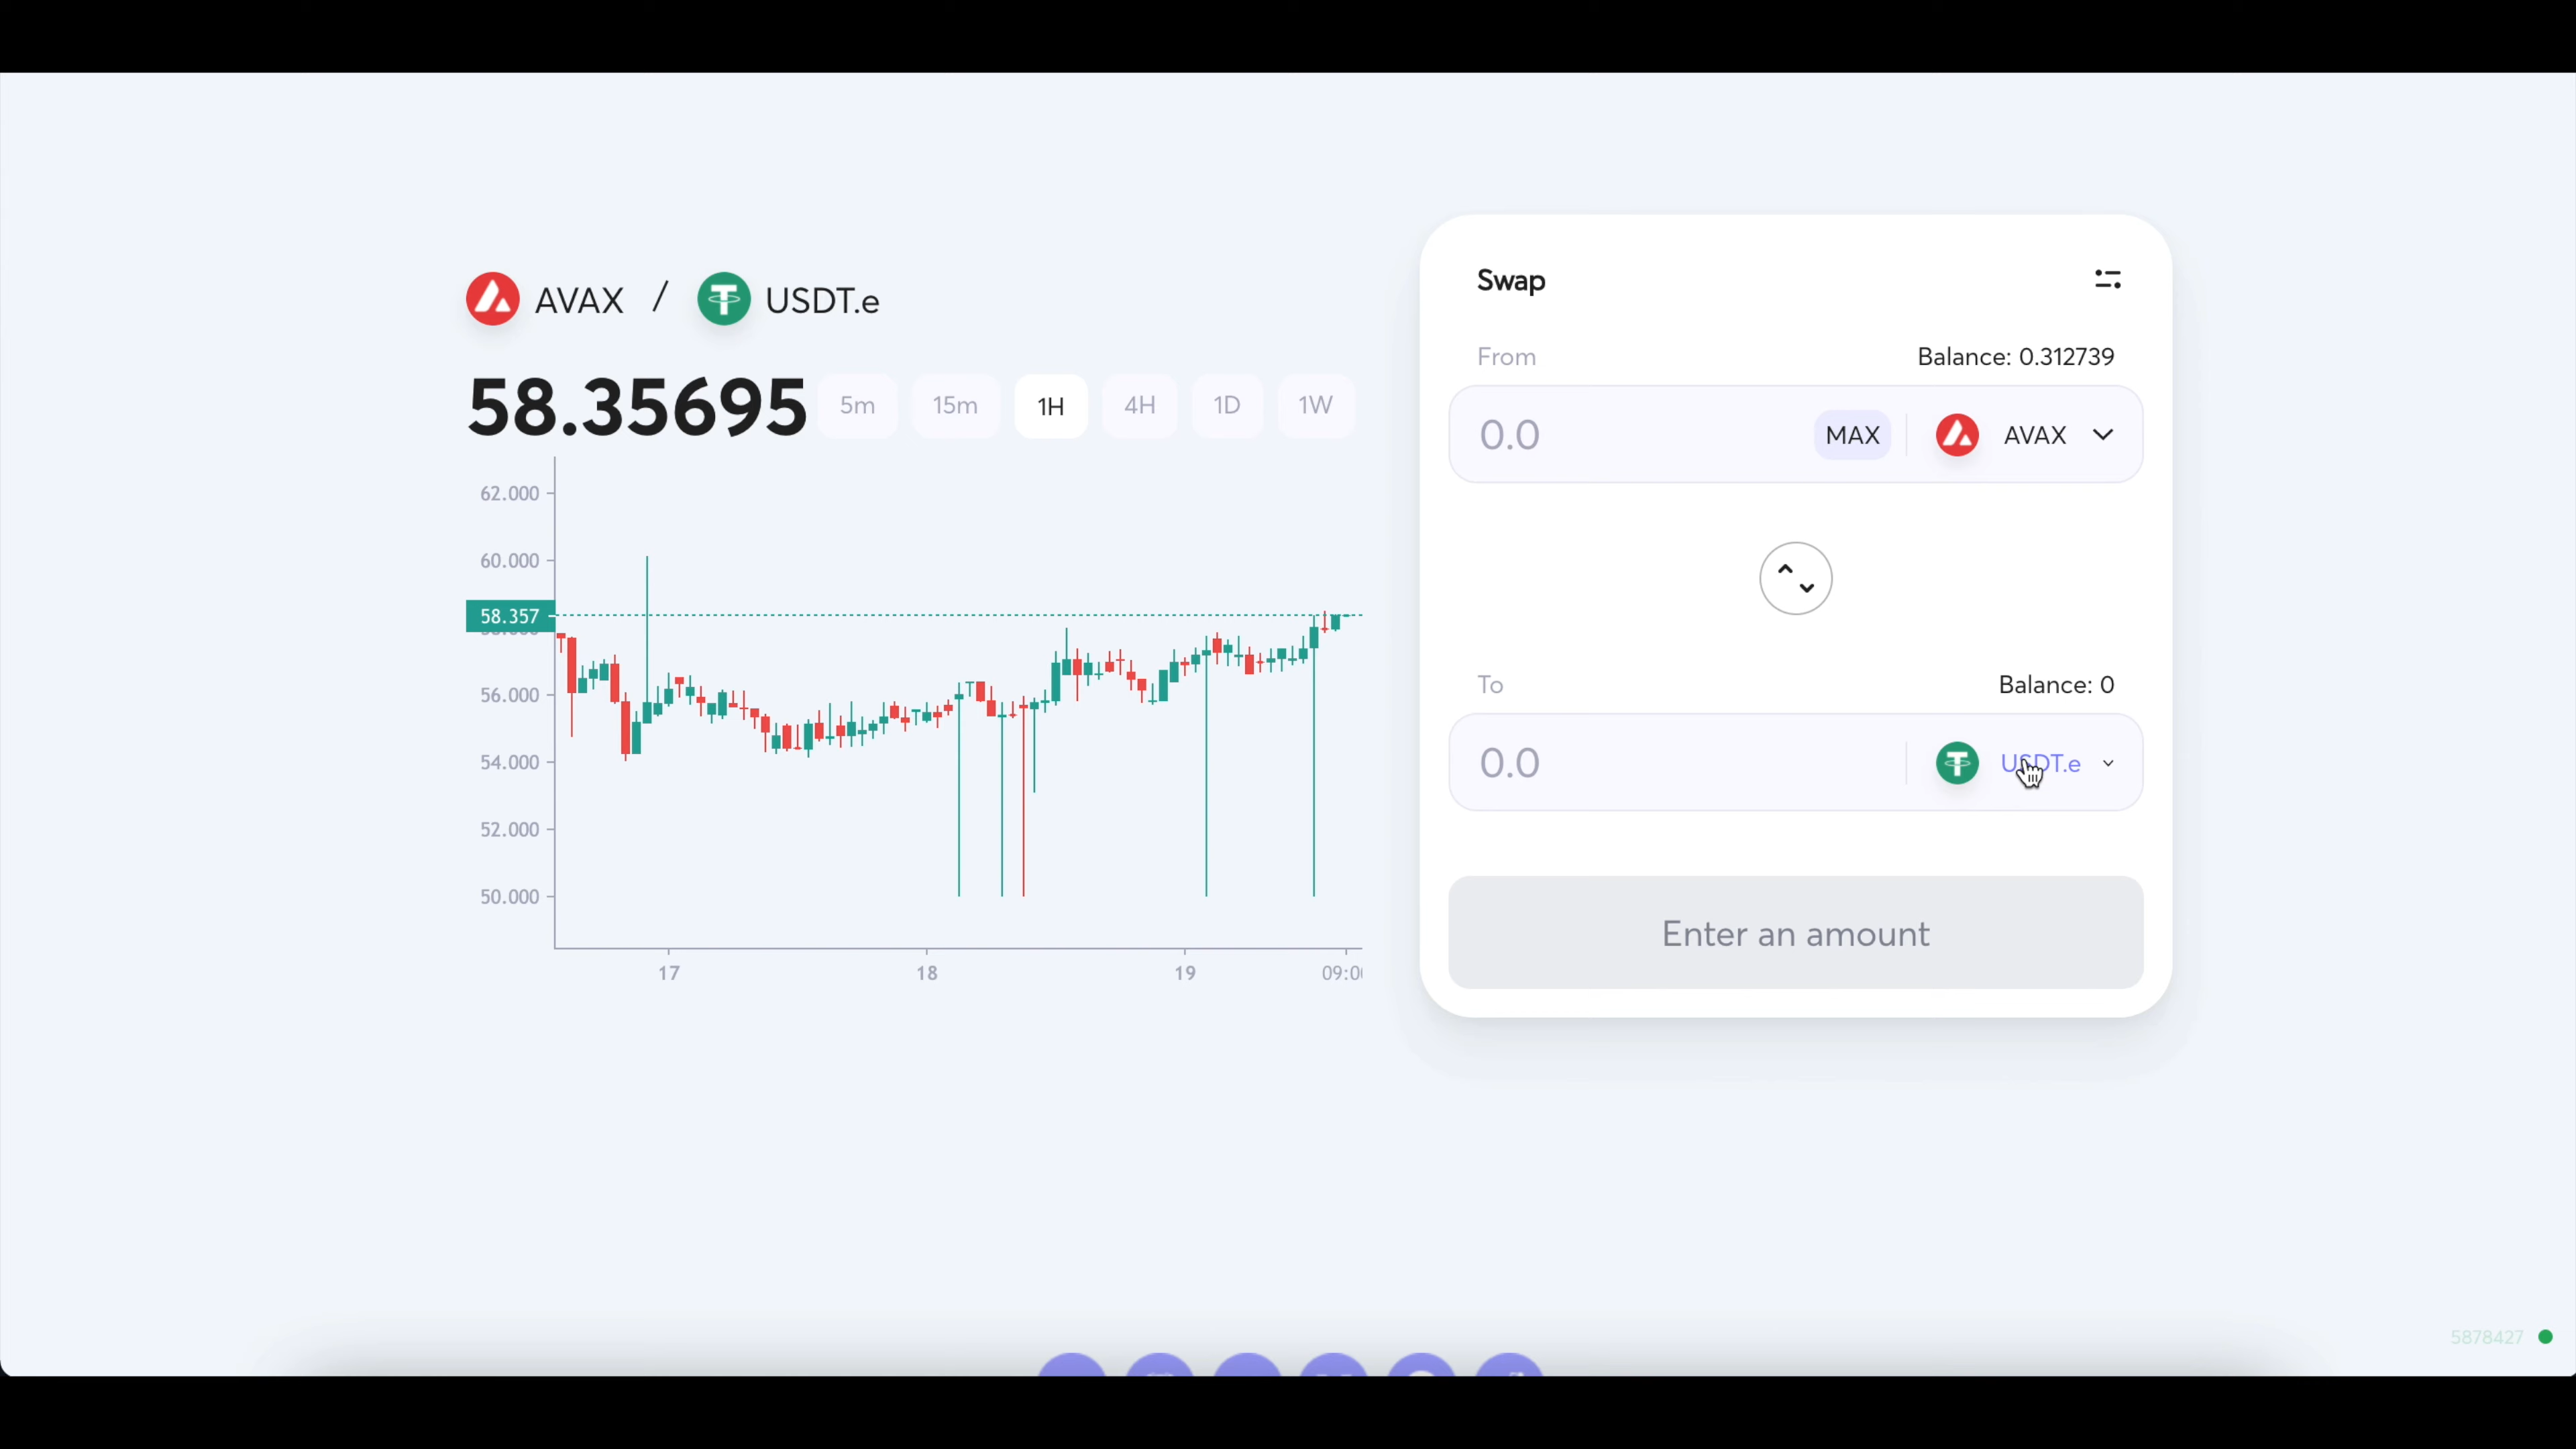 AVAX / USDT.e
58.35695
5m 15m 1H 4H 1D 1W
62.000
60.000
58.357
56.000
54.000
52.000
50.000
17 18 19
Swap
From Balance: 0.312739
0.0 MAX AVAX
To Balance: 0
0.0 USDT.e
Enter an amount
5878427